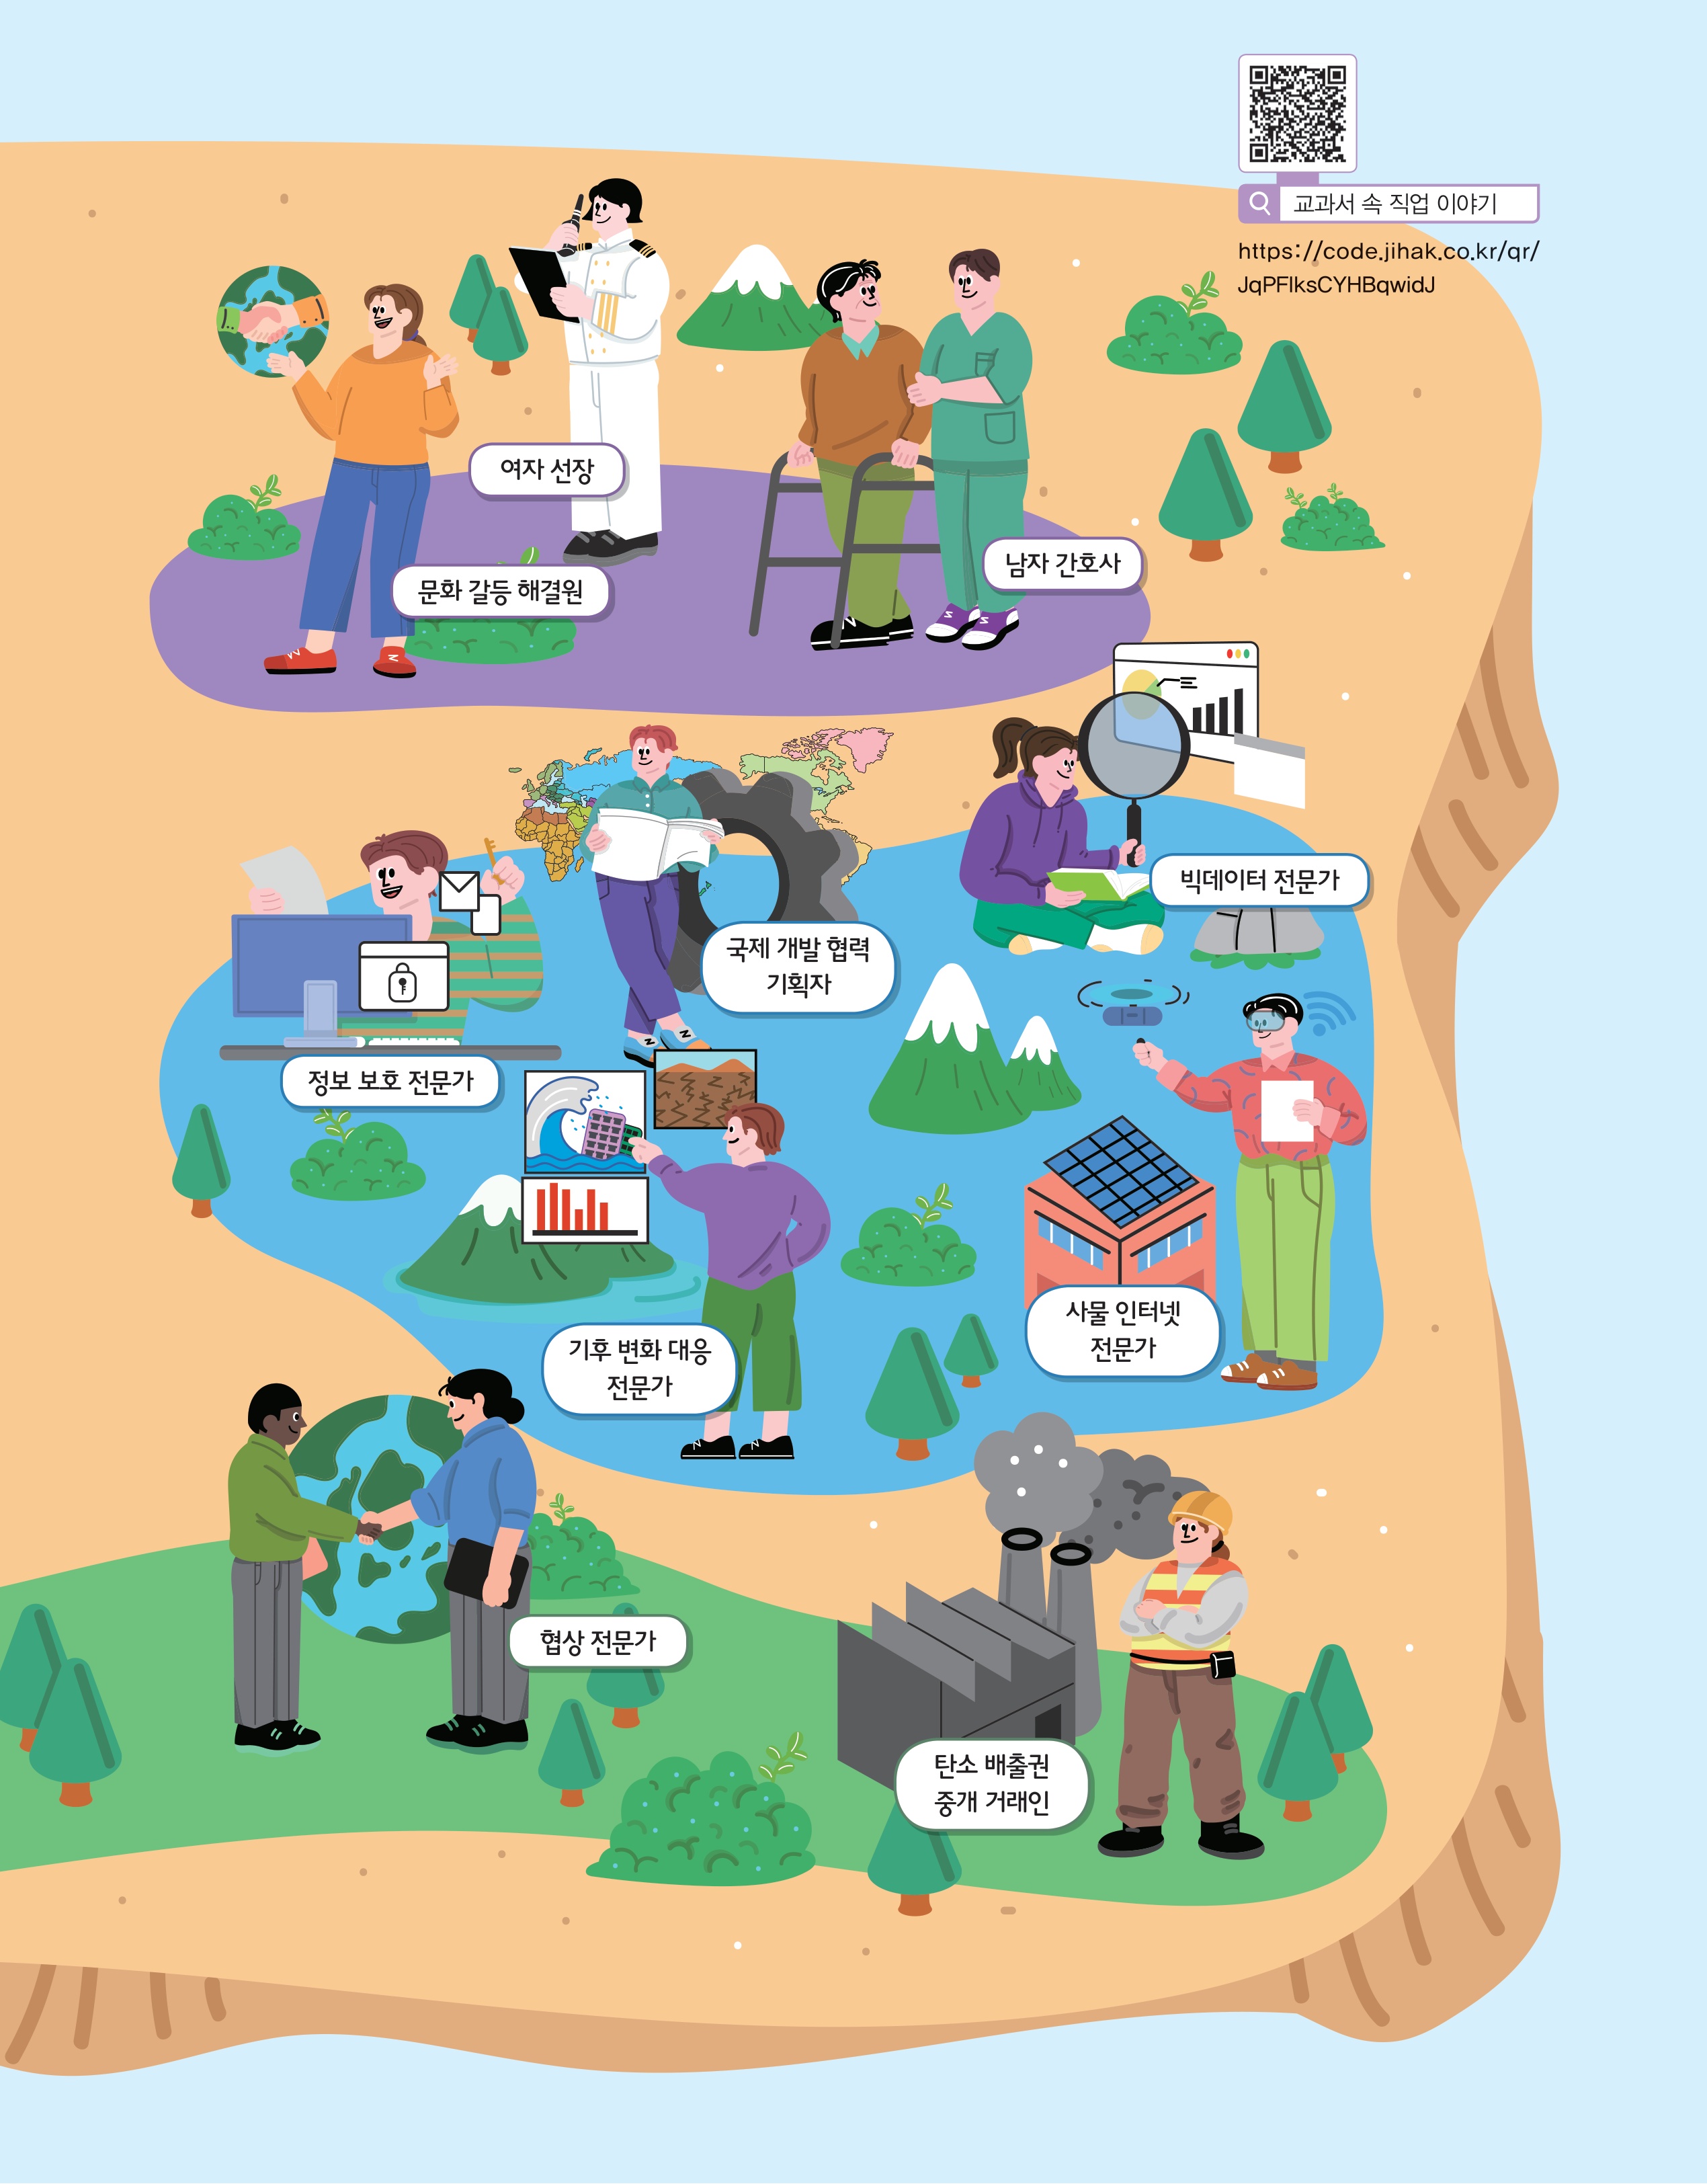 교과서 속 직업 이야기
https://code.jihak.co.kr/qr/
JqPFIksCYHBqwidJ
여자 선장
문화 갈등 해결원
남자 간호사
빅데이터 전문가
국제 개발 협력
기획자
정보 보호 전문가
사물 인터넷
전문가
기후 변화 대응
전문가
협상 전문가
탄소 배출권
중개 거래인